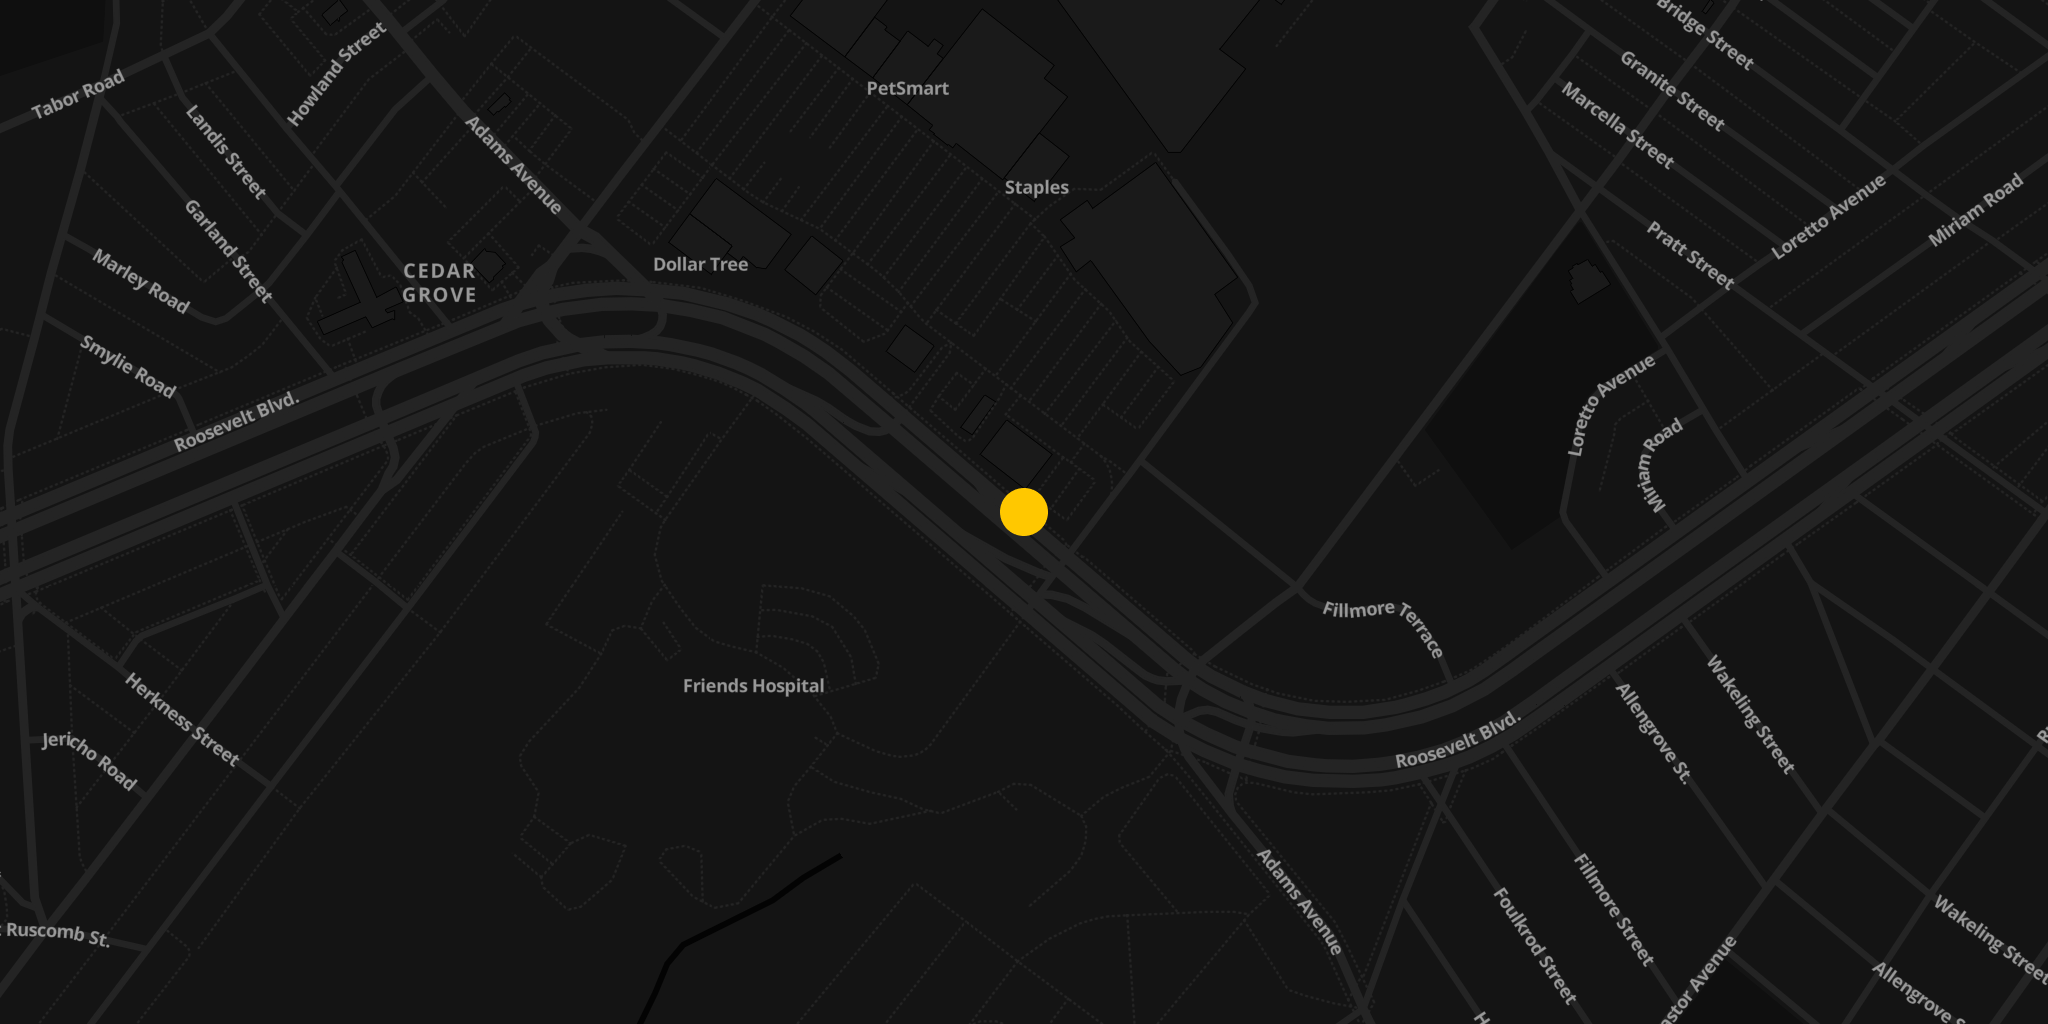 Bridge Street
Howland Street
Granite Street
Tabor Road
PetSmart
Marcella Street
Landis Street
Adams Avenue
Staples
Loretto Avenue
Miriam Road
Garland Street
Pratt Street
Dollar Tree
CEDAR
GROVE
Marley Road
Smylie Road
Loretto Avenue
Roosevelt Blvd.
Miriam Road
Fillmore Terrace
Friends Hospital
Wakeling Street
Herkness Street
Allengrove St.
Roosevelt Blvd.
Jericho Road
Adams Avenue
Fillmore Street
Foulkrod Street
Wakeling Street
Ruscomb St.
Allengrove S
astor Avenue